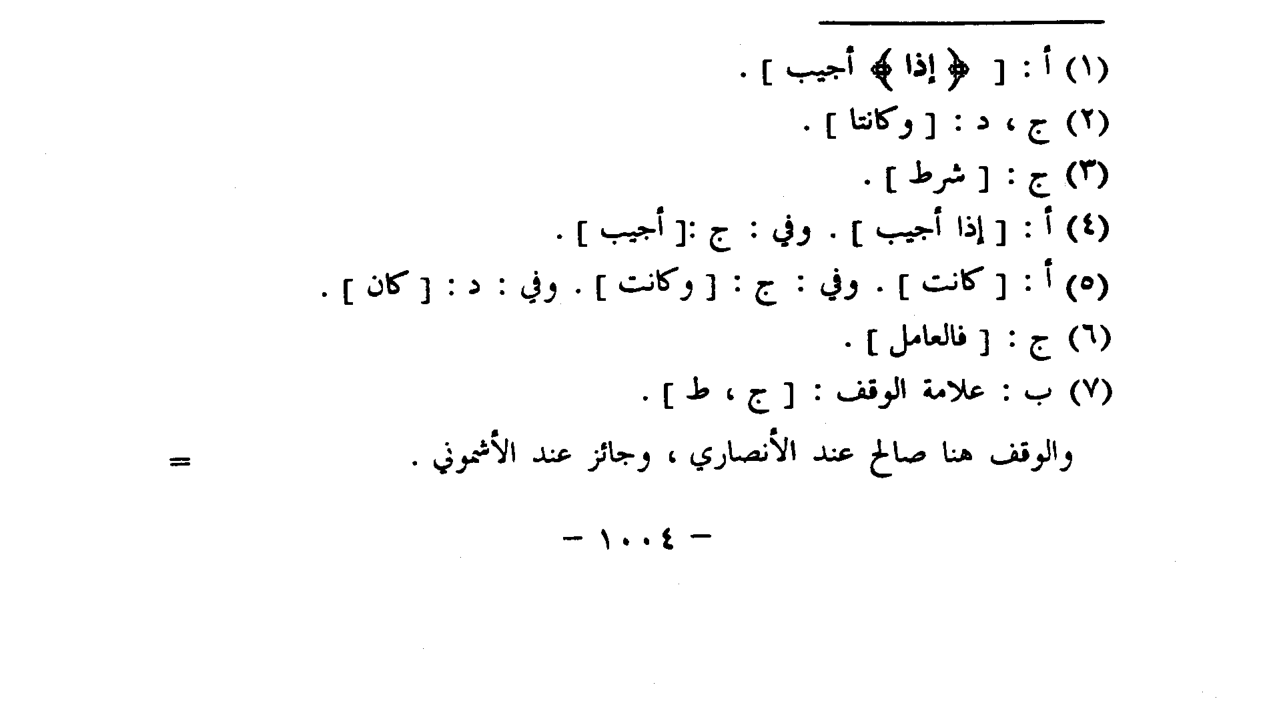 (١) أ : [ ﴿ إذا ﴾ أجيب ] .
(٢) ج ، د : [ وكانتا ] .
(٣) ج : [ شرط ] .
(٤) أ : [ إذا أجيب ] . وفي : ج :[ أجيب ] .
(٥) أ : [ كانت ] . وفي : ج : [ وكانت ] . وفي : د : [ كان ] .
(٦) ج : [ فالعامل ] .
(٧) ب : علامة الوقف : [ ج ، ط ] .
والوقف هنا صالح عند الأنصاري ، وجائز عند الأشموني . =
– ١٠٠٤ –